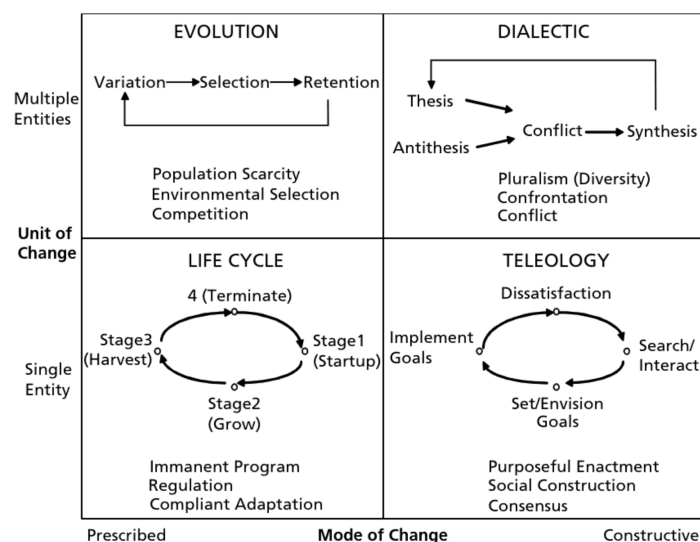 EVOLUTION
Variation Selection Retention
Population Scarcity
Environmental Selection
Competition
DIALECTIC
Thesis
Antithesis
Conflict
Synthesis
Pluralism (Diversity)
Confrontation
Conflict
Multiple
Entities
Unit of
Change
Single
Entity
LIFE CYCLE
4 (Terminate)
Stage3
(Harvest)
Stage1
(Startup)
Stage2
(Grow)
Immanent Program
Regulation
Compliant Adaptation
TELEOLOGY
Dissatisfaction
Implement
Goals
Search/
Interact
Set/Envision
Goals
Purposeful Enactment
Social Construction
Consensus
Prescribed Mode of Change Constructive